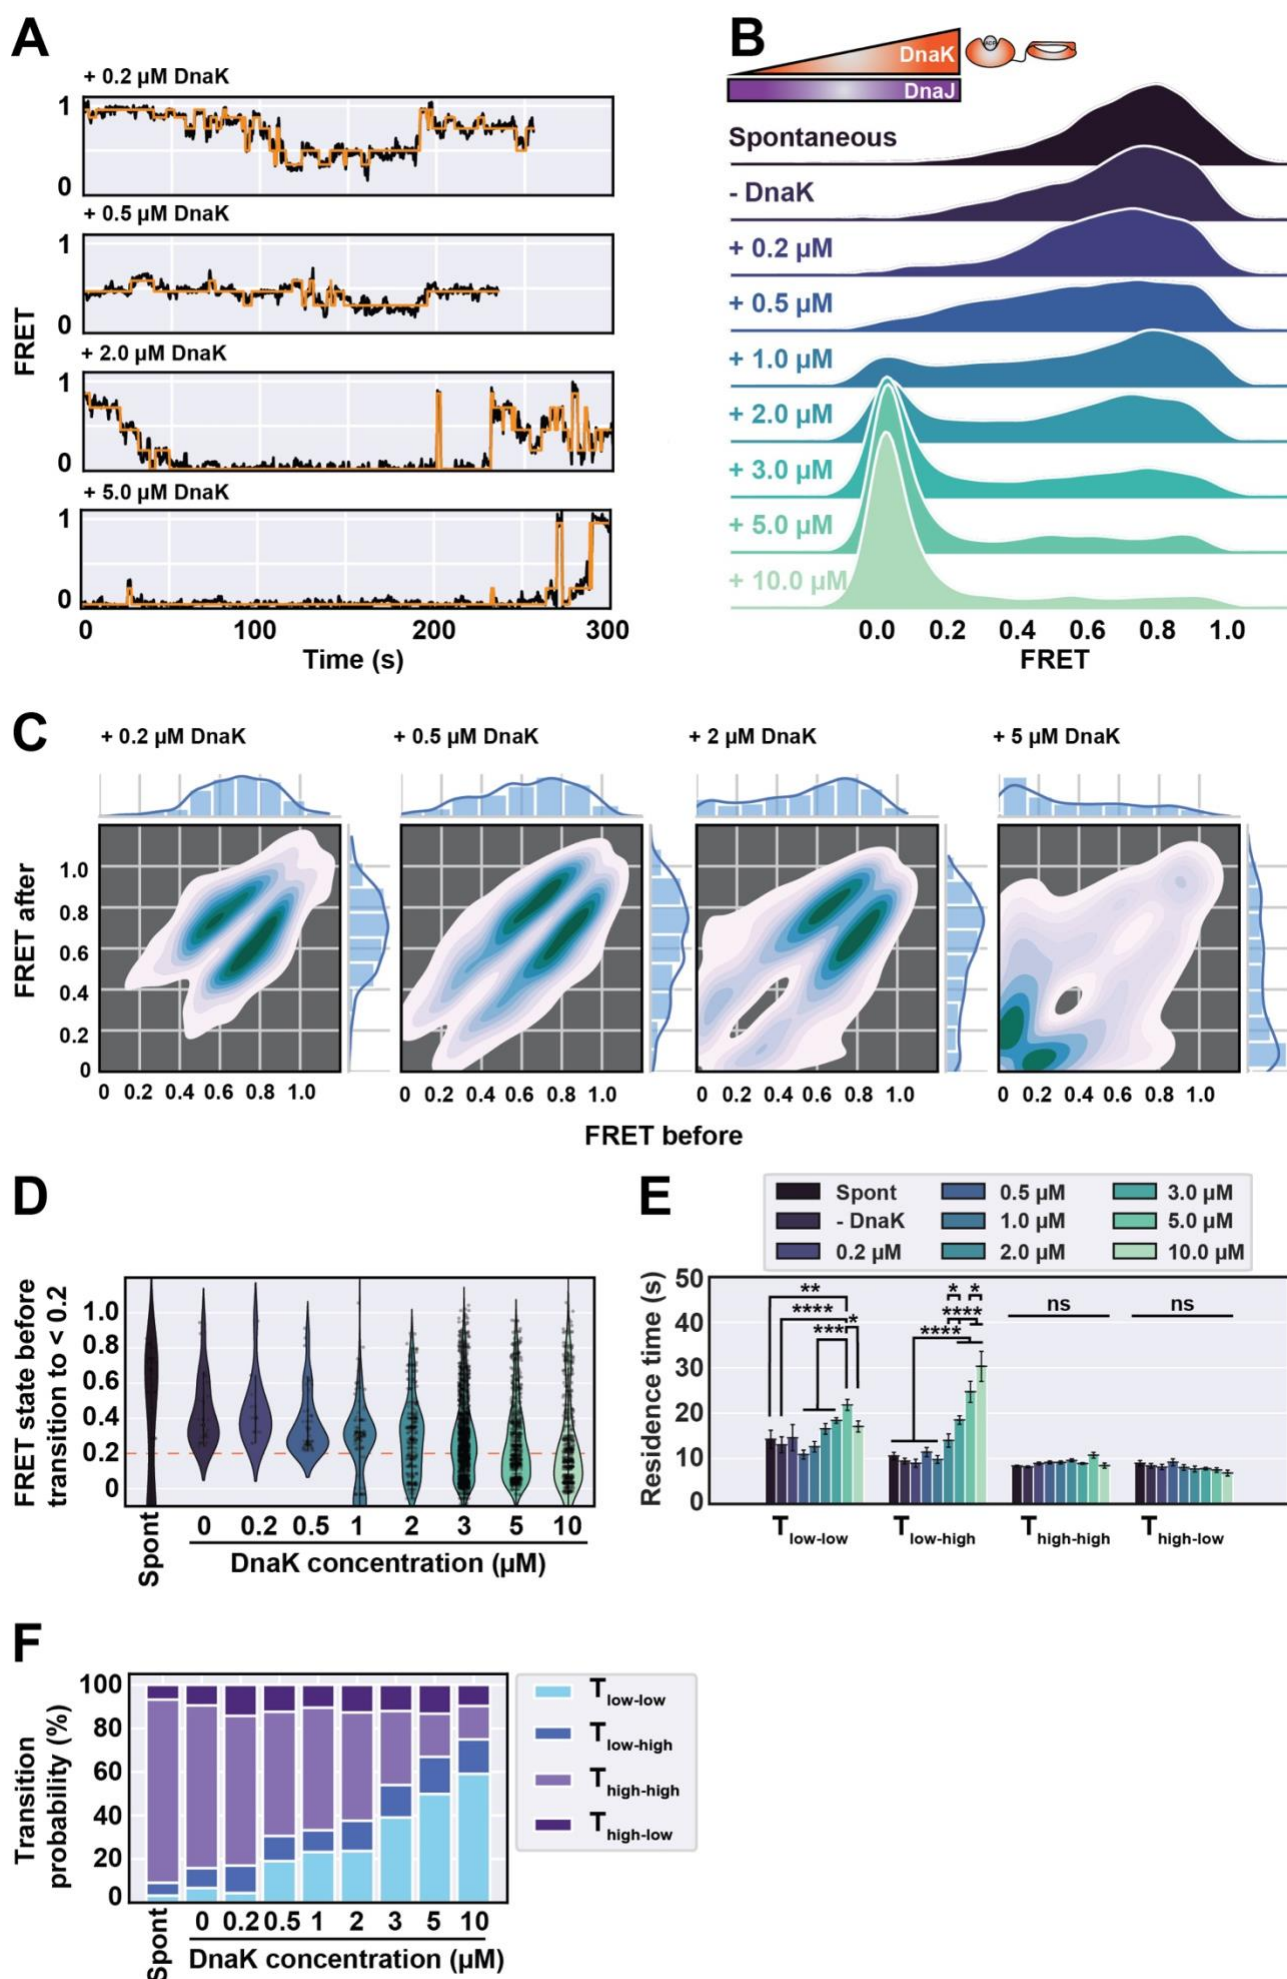 A
+ 0.2 µM DnaK
1
0
+ 0.5 µM DnaK
1
0
+ 2.0 µM DnaK
1
0
+ 5.0 µM DnaK
1
0
FRET
0 100 200 300
Time (s)
B
DnaK
DnaJ
Spontaneous
- DnaK
+ 0.2 µM
+ 0.5 µM
+ 1.0 µM
+ 2.0 µM
+ 3.0 µM
+ 5.0 µM
+ 10.0 µM
0.0 0.2 0.4 0.6 0.8 1.0
FRET
C
+ 0.2 µM DnaK + 0.5 µM DnaK + 2 µM DnaK + 5 µM DnaK
FRET after
1.0
0.8
0.6
0.4
0.2
0
0 0.2 0.4 0.6 0.8 1.0 0 0.2 0.4 0.6 0.8 1.0 0 0.2 0.4 0.6 0.8 1.0 0 0.2 0.4 0.6 0.8 1.0
FRET before
D
FRET state before
transition to < 0.2
1.0
0.8
0.6
0.4
0.2
0
Spont 0 0.2 0.5 1 2 3 5 10
DnaK concentration (µM)
E
Spont 0.5 µM 3.0 µM
- DnaK 1.0 µM 5.0 µM
0.2 µM 2.0 µM 10.0 µM
Residence time (s)
50
40
30
20
10
0
**
****
***
*
* *
****
****
ns
ns
T low-low T low-high T high-high T high-low
F
Transition
probability (%)
100
80
60
40
20
0
Spont 0 0.2 0.5 1 2 3 5 10
DnaK concentration (µM)
T low-low
T low-high
T high-high
T high-low